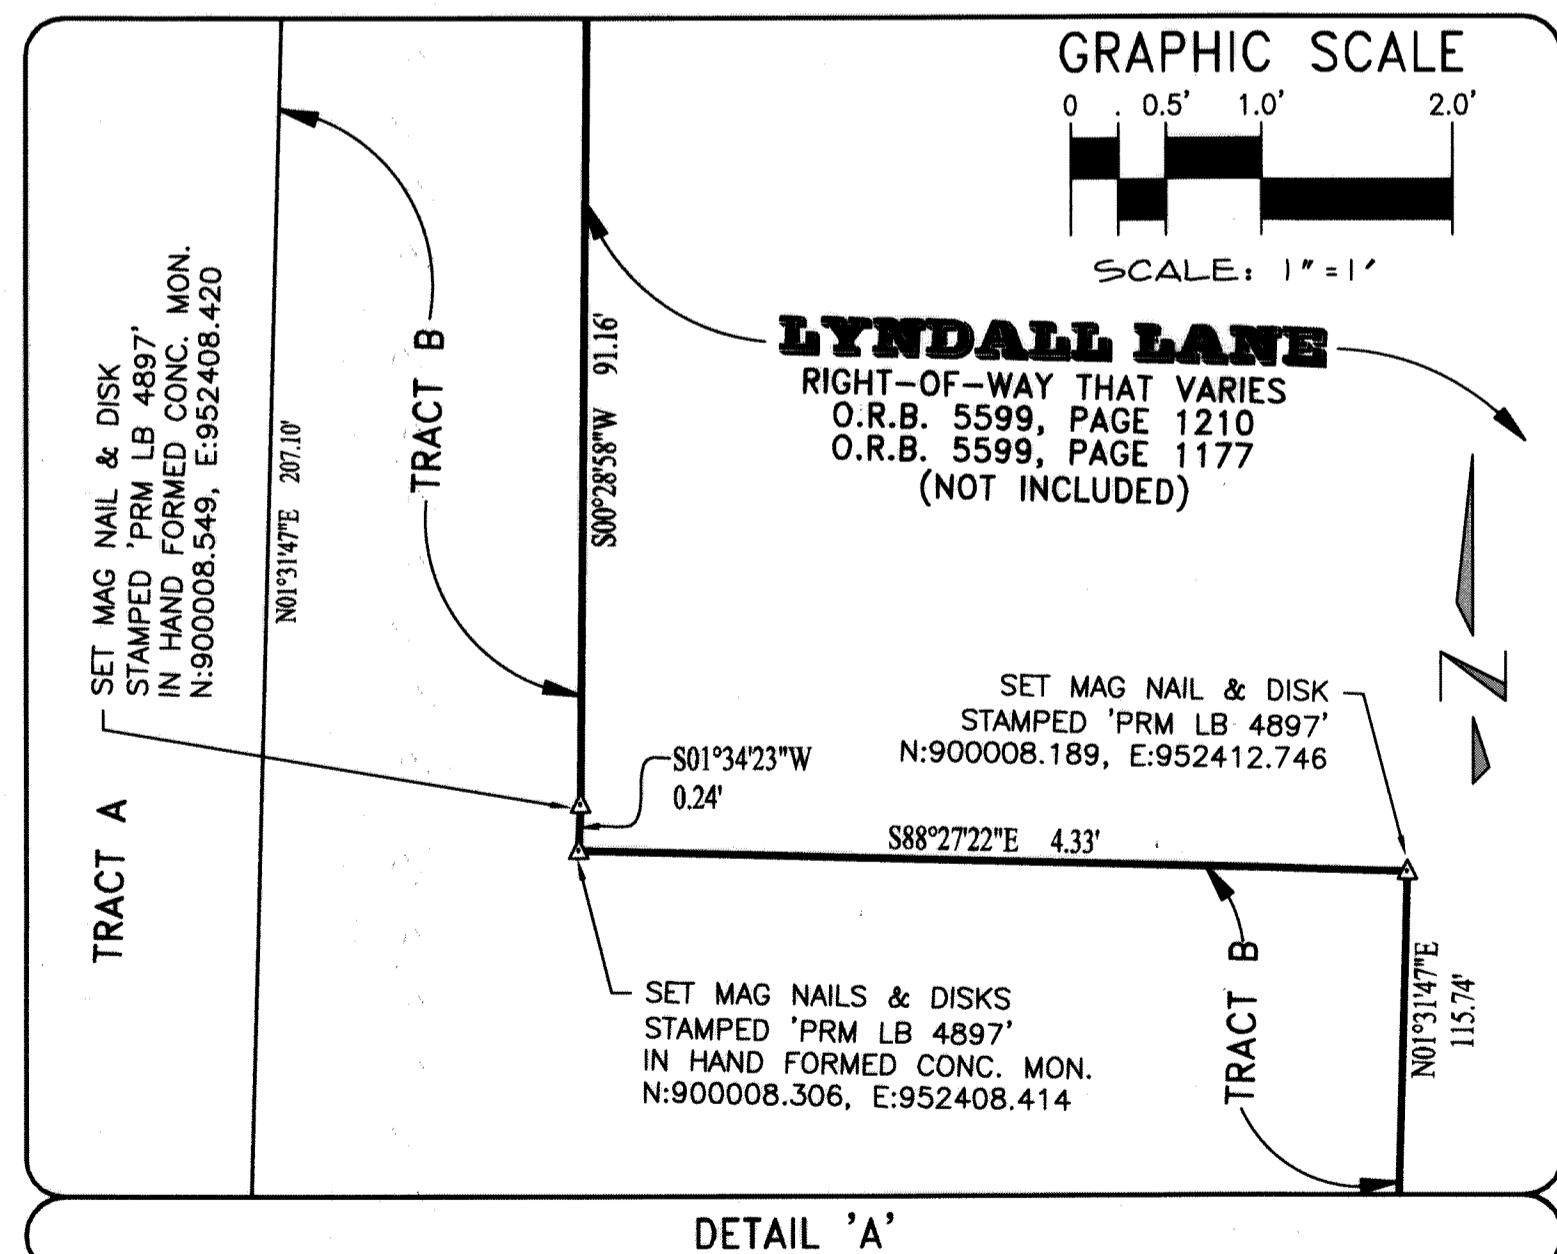 GRAPHIC SCALE
0 . 0.5' 1.0' 2.0'
SCALE: 1"=1'
LYNDALL LANE
RIGHT-OF-WAY THAT VARIES
O.R.B. 5599, PAGE 1210
O.R.B. 5599, PAGE 1177
(NOT INCLUDED)
SET MAG NAIL & DISK
STAMPED 'PRM LB 4897'
IN HAND FORMED CONC. MON.
N:900008.549, E:952408.420
N01°31'47"E 207.10'
TRACT B
S00°28'58"W 91.16'
Z
SET MAG NAIL & DISK
STAMPED 'PRM LB 4897'
N:900008.189, E:952412.746
S01°34'23"W
0.24'
S88°27'22"E 4.33'
TRACT A
SET MAG NAILS & DISKS
STAMPED 'PRM LB 4897'
IN HAND FORMED CONC. MON.
N:900008.306, E:952408.414
TRACT B
N01°31'47"E
115.74'
DETAIL 'A'